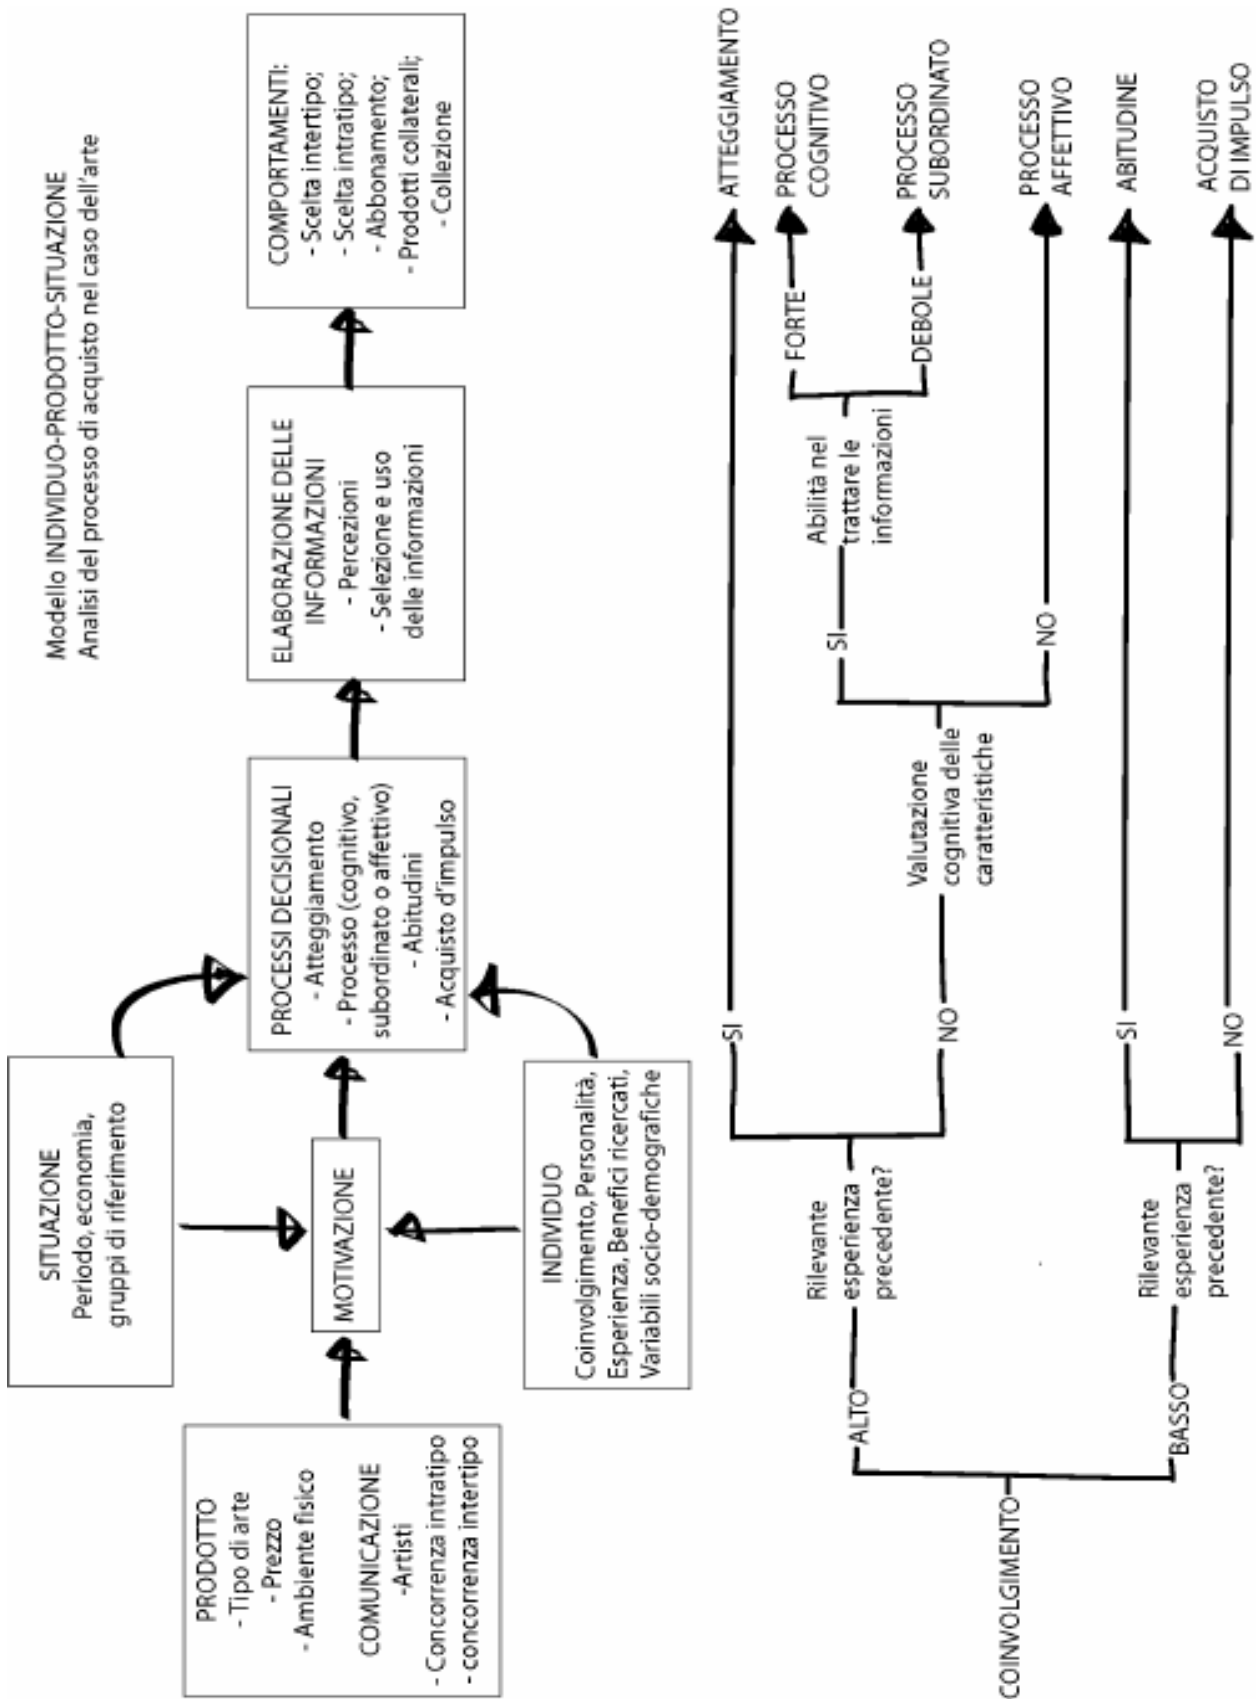 Modello INDIVIDUO-PRODOTTO-SITUAZIONE
Analisi del processo di acquisto nel caso dell'arte
PRODOTTO
- Tipo di arte
- Prezzo
- Ambiente fisico
COMUNICAZIONE
-Artisti
- Concorrenza intratipo
- concorrenza intertipo
SITUAZIONE
Periodo, economia,
gruppi di riferimento
MOTIVAZIONE
INDIVIDUO
Coinvolgimento, Personalità,
Esperienza, Benefici ricercati,
Variabili socio-demografiche
PROCESSI DECISIONALI
- Atteggiamento
- Processo (cognitivo,
subordinato o affettivo)
- Abitudini
- Acquisto d'impulso
ELABORAZIONE DELLE
INFORMAZIONI
- Percezioni
- Selezione e uso
delle informazioni
COMPORTAMENTI:
- Scelta intertipo;
- Scelta intratipo;
- Abbonamento;
- Prodotti collaterali;
- Collezione
COINVOLGIMENTO
ALTO
Rilevante
esperienza
precedente?
SI
ATTEGGIAMENTO
NO
Valutazione
cognitiva delle
caratteristiche
SI
Abilità nel
trattare le
informazioni
FORTE
PROCESSO
COGNITIVO
DEBOLE
PROCESSO
SUBORDINATO
NO
PROCESSO
AFFETTIVO
BASSO
Rilevante
esperienza
precedente?
SI
ABITUDINE
NO
ACQUISTO
DI IMPULSO